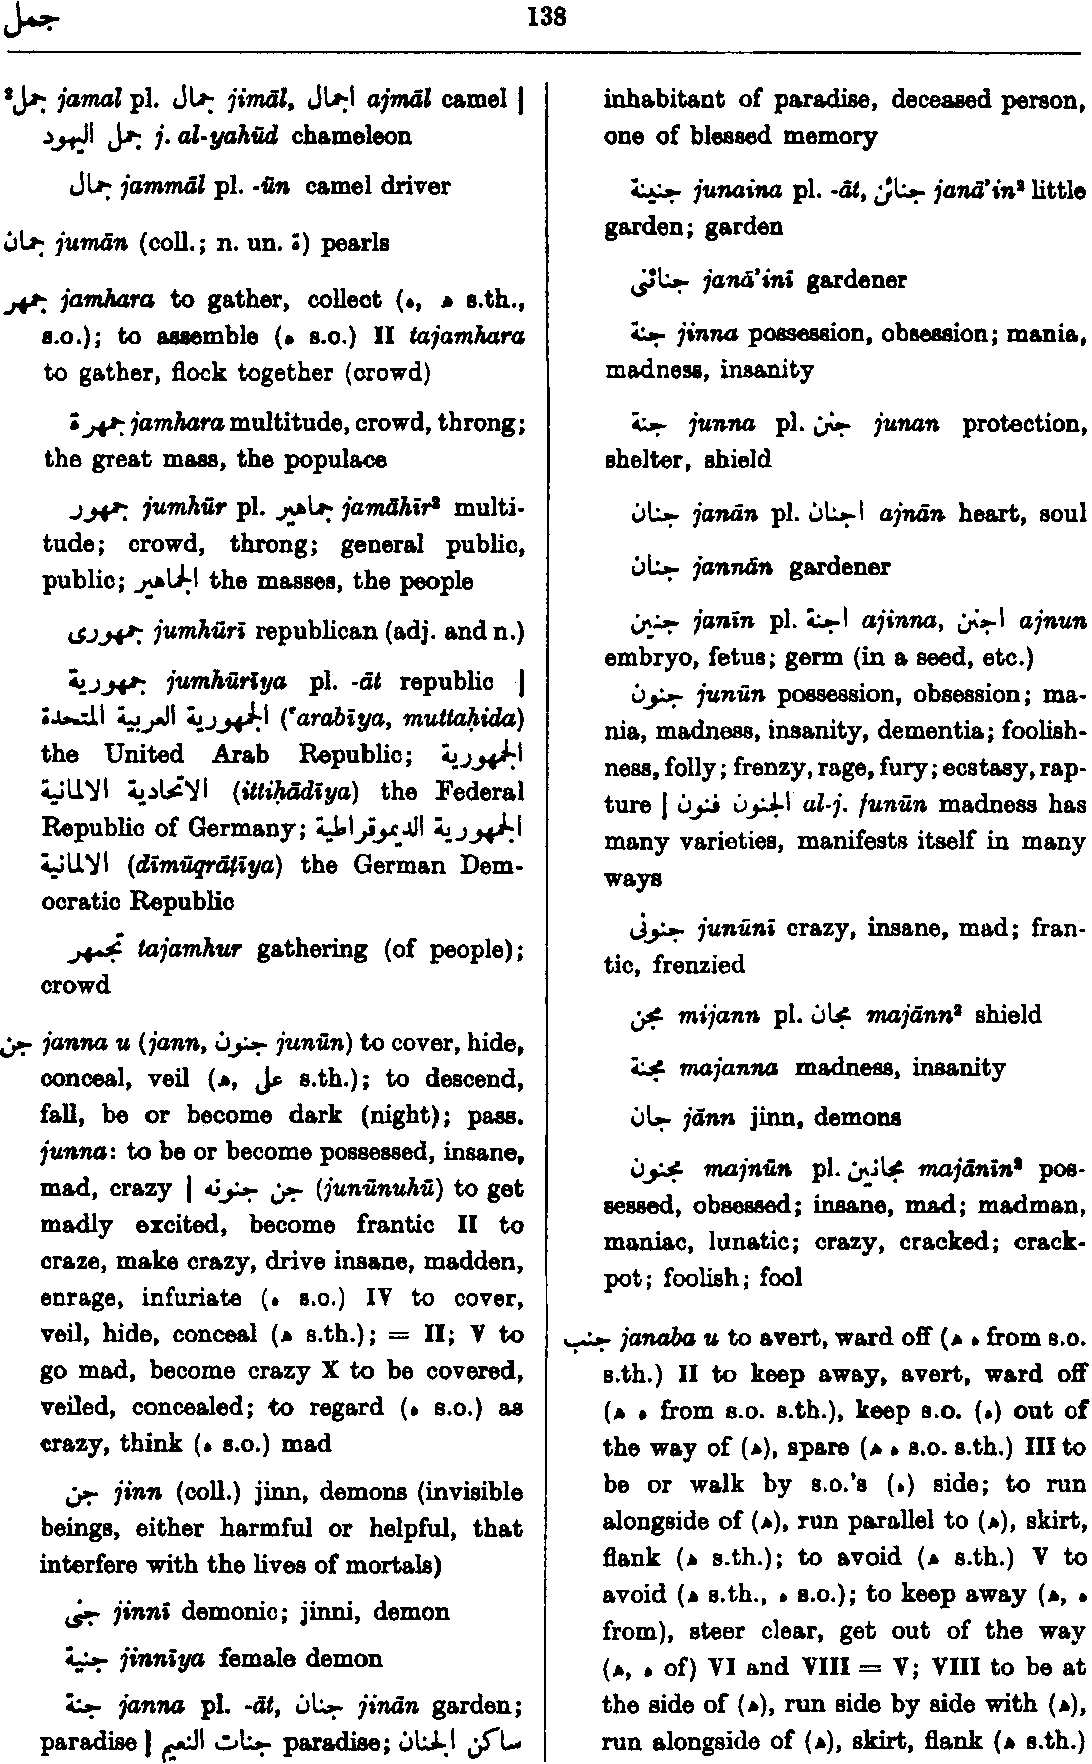 جمل
138
²جمل jamal pl. جمال jimāl, اجمال ajmāl camel |
جمل اليهود j. al-yahūd chameleon
جمال jammāl pl. -ūn camel driver
جمان jumān (coll.; n. un. ة) pearls
جمهر jamhara to gather, collect (ه, ھ s.th.,
s.o.); to assemble (ه s.o.) II tajamhara
to gather, flock together (crowd)
جمهرة jamhara multitude, crowd, throng;
the great mass, the populace
جمهور jumhūr pl. جماهير jamāhīr² multi-
tude; crowd, throng; general public,
public; الجماهير the masses, the people
جمهورى jumhūrī republican (adj. and n.)
جمهورية jumhūrīya pl. -āt republic |
الجمهورية العربية المتحدة (ʿarabīya, muttaḥida)
the United Arab Republic; الجمهورية
الاتحادية الالمانية (ittiḥādīya) the Federal
Republic of Germany; الجمهورية الديموقراطية
الالمانية (dīmūqrāṭīya) the German Dem-
ocratic Republic
تجمهر tajamhur gathering (of people);
crowd
جن janna u (jann, جنون junūn) to cover, hide,
conceal, veil (ھ, على s.th.); to descend,
fall, be or become dark (night); pass.
junna: to be or become possessed, insane,
mad, crazy | جن جنونه (junūnuhū) to get
madly excited, become frantic II to
craze, make crazy, drive insane, madden,
enrage, infuriate (ه s.o.) IV to cover,
veil, hide, conceal (ھ s.th.); = II; V to
go mad, become crazy X to be covered,
veiled, concealed; to regard (ه s.o.) as
crazy, think (ه s.o.) mad
جن jinn (coll.) jinn, demons (invisible
beings, either harmful or helpful, that
interfere with the lives of mortals)
جنى jinnī demonic; jinni, demon
جنية jinnīya female demon
جنة janna pl. -āt, جنان jinān garden;
paradise | جنات النعيم paradise; ساكن الجنان
inhabitant of paradise, deceased person,
one of blessed memory
جنينة junaina pl. -āt, جنائن janā'in² little
garden; garden
جنائنى janā'inī gardener
جنة jinna possession, obsession; mania,
madness, insanity
جنة junna pl. جنن junan protection,
shelter, shield
جنان janān pl. اجنان ajnān heart, soul
جنان jannān gardener
جنين janīn pl. اجنة ajinna, اجنن ajnun
embryo, fetus; germ (in a seed, etc.)
جنون junūn possession, obsession; ma-
nia, madness, insanity, dementia; foolish-
ness, folly; frenzy, rage, fury; ecstasy, rap-
ture | الجنون فنون al-j. funūn madness has
many varieties, manifests itself in many
ways
جنونى junūnī crazy, insane, mad; fran-
tic, frenzied
مجن mijann pl. مجان majānn² shield
مجنة majanna madness, insanity
جان jānn jinn, demons
مجنون majnūn pl. مجانين majānīn² pos-
sessed, obsessed; insane, mad; madman,
maniac, lunatic; crazy, cracked; crack-
pot; foolish; fool
جنب janaba u to avert, ward off (ھ ه from s.o.
s.th.) II to keep away, avert, ward off
(ھ ه from s.o. s.th.), keep s.o. (ه) out of
the way of (ھ), spare (ھ ه s.o. s.th.) III to
be or walk by s.o.'s (ه) side; to run
alongside of (ھ), run parallel to (ھ), skirt,
flank (ھ s.th.); to avoid (ھ s.th.) V to
avoid (ھ s.th., ه s.o.); to keep away (ھ, ه
from), steer clear, get out of the way
(ھ, ه of) VI and VIII = V; VIII to be at
the side of (ھ), run side by side with (ھ),
run alongside of (ھ), skirt, flank (ھ s.th.)